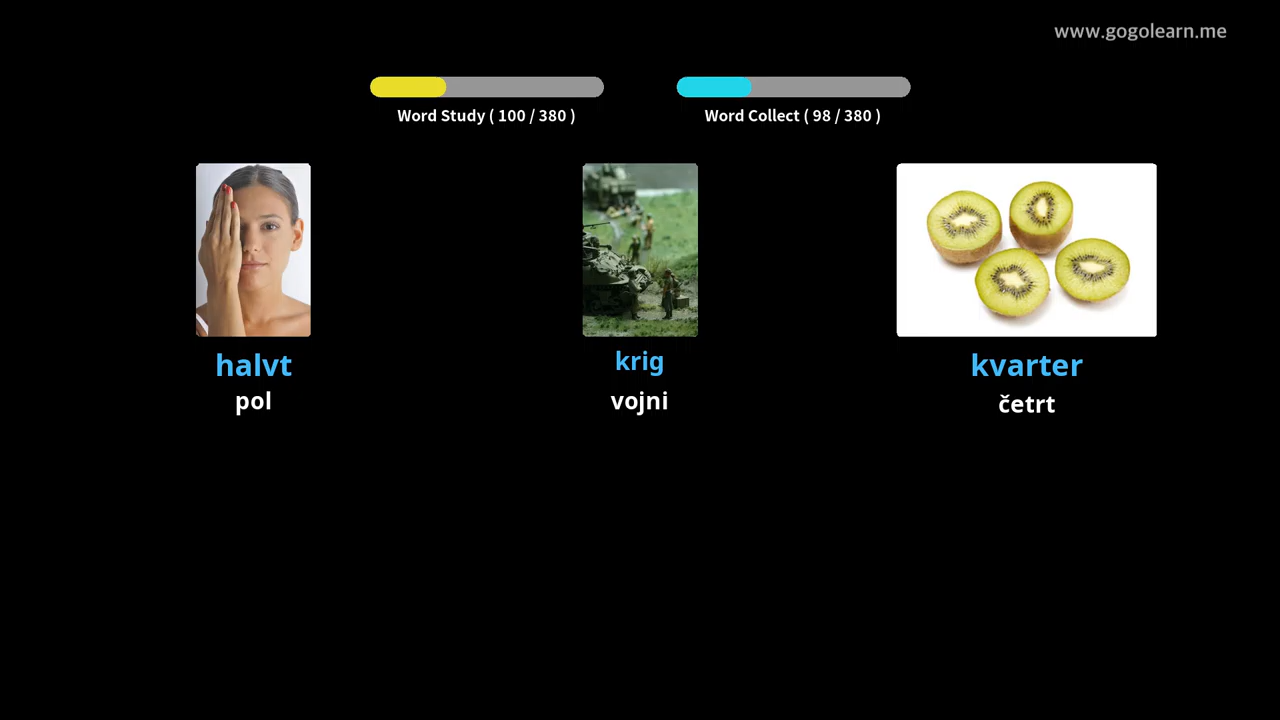 www.gogolearn.me
Word Study ( 100 / 380 )
Word Collect ( 98 / 380 )
halvt
pol
krig
vojni
kvarter
četrt